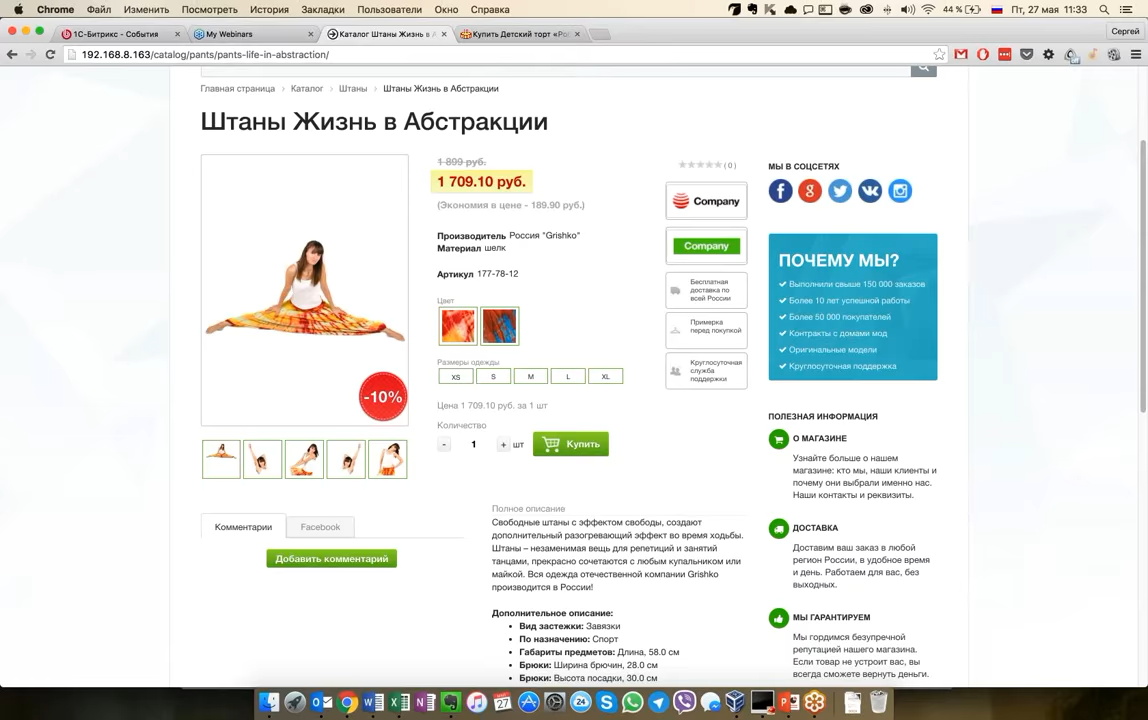 Chrome Файл Изменить Посмотреть История Закладки Пользователи Окно Справка
44 % Пт, 27 мая 11:33
1С-Битрикс - События My Webinars Каталог Штаны Жизнь в А Купить Детский торт «Ро Сергей
192.168.8.163/catalog/pants/pants-life-in-abstraction/
Главная страница Каталог Штаны Штаны Жизнь в Абстракции
Штаны Жизнь в Абстракции
1 899 руб.
1 709.10 руб.
(Экономия в цене - 189.90 руб.)
Производитель Россия "Grishko"
Материал шелк
Артикул 177-78-12
Цвет
Размеры одежды
XS S M L XL
Цена 1 709.10 руб. за 1 шт
Количество
- 1 + шт Купить
-10%
( 0 )
Company
Company
Бесплатная
доставка по
всей России
Примерка
перед покупкой
Круглосуточная
служба
поддержки
МЫ В СОЦСЕТЯХ
ПОЧЕМУ МЫ?
Выполнили свыше 150 000 заказов
Более 10 лет успешной работы
Более 50 000 покупателей
Контракты с домами мод
Оригинальные модели
Круглосуточная поддержка
ПОЛЕЗНАЯ ИНФОРМАЦИЯ
О МАГАЗИНЕ
Узнайте больше о нашем
магазине: кто мы, наши клиенты и
почему они выбрали именно нас.
Наши контакты и реквизиты.
ДОСТАВКА
Доставим ваш заказ в любой
регион России, в удобное время
и день. Работаем для вас, без
выходных.
МЫ ГАРАНТИРУЕМ
Мы гордимся безупречной
репутацией нашего магазина.
Если товар не устроит вас, вы
всегда сможете вернуть деньги.
Комментарии Facebook
Добавить комментарий
Полное описание
Свободные штаны с эффектом свободы, создают
дополнительный разогревающий эффект во время ходьбы.
Штаны – незаменимая вещь для репетиций и занятий
танцами, прекрасно сочетаются с любым купальником или
майкой. Вся одежда отечественной компании Grishko
производится в России!
Дополнительное описание:
Вид застежки: Завязки
По назначению: Спорт
Габариты предметов: Длина, 58.0 см
Брюки: Ширина брючин, 28.0 см
Брюки: Высота посадки, 30.0 см